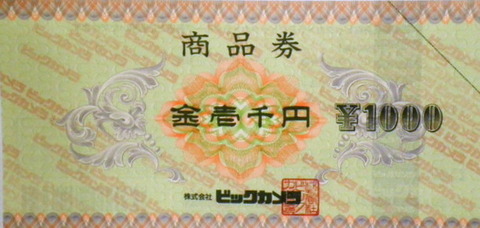 商品券
金壱千円 ¥1000
株式会社 ビックカメラ